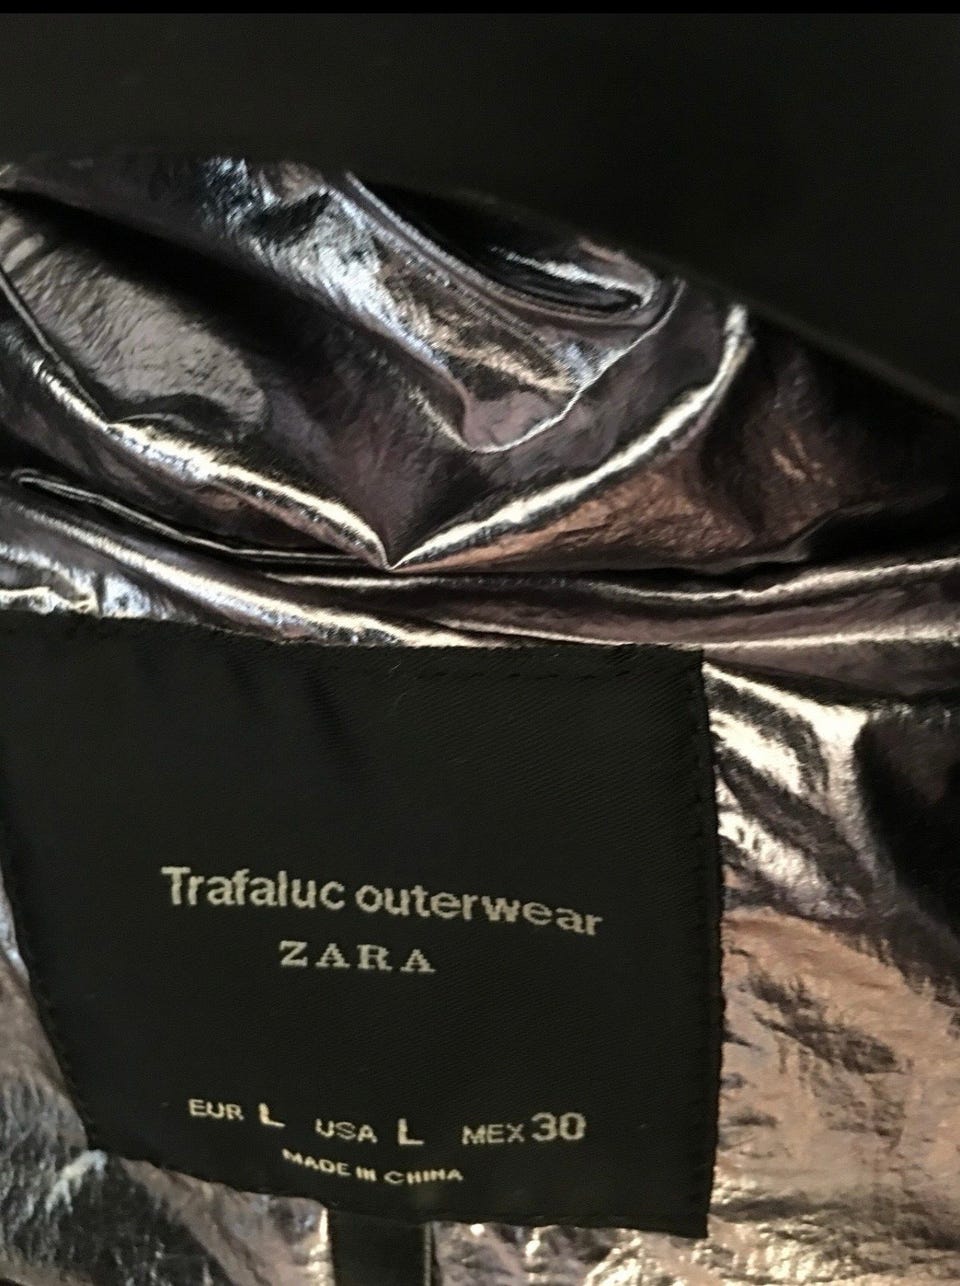 Trafaluc outerwear
ZARA
EUR L USA L MEX 30
MADE IN CHINA